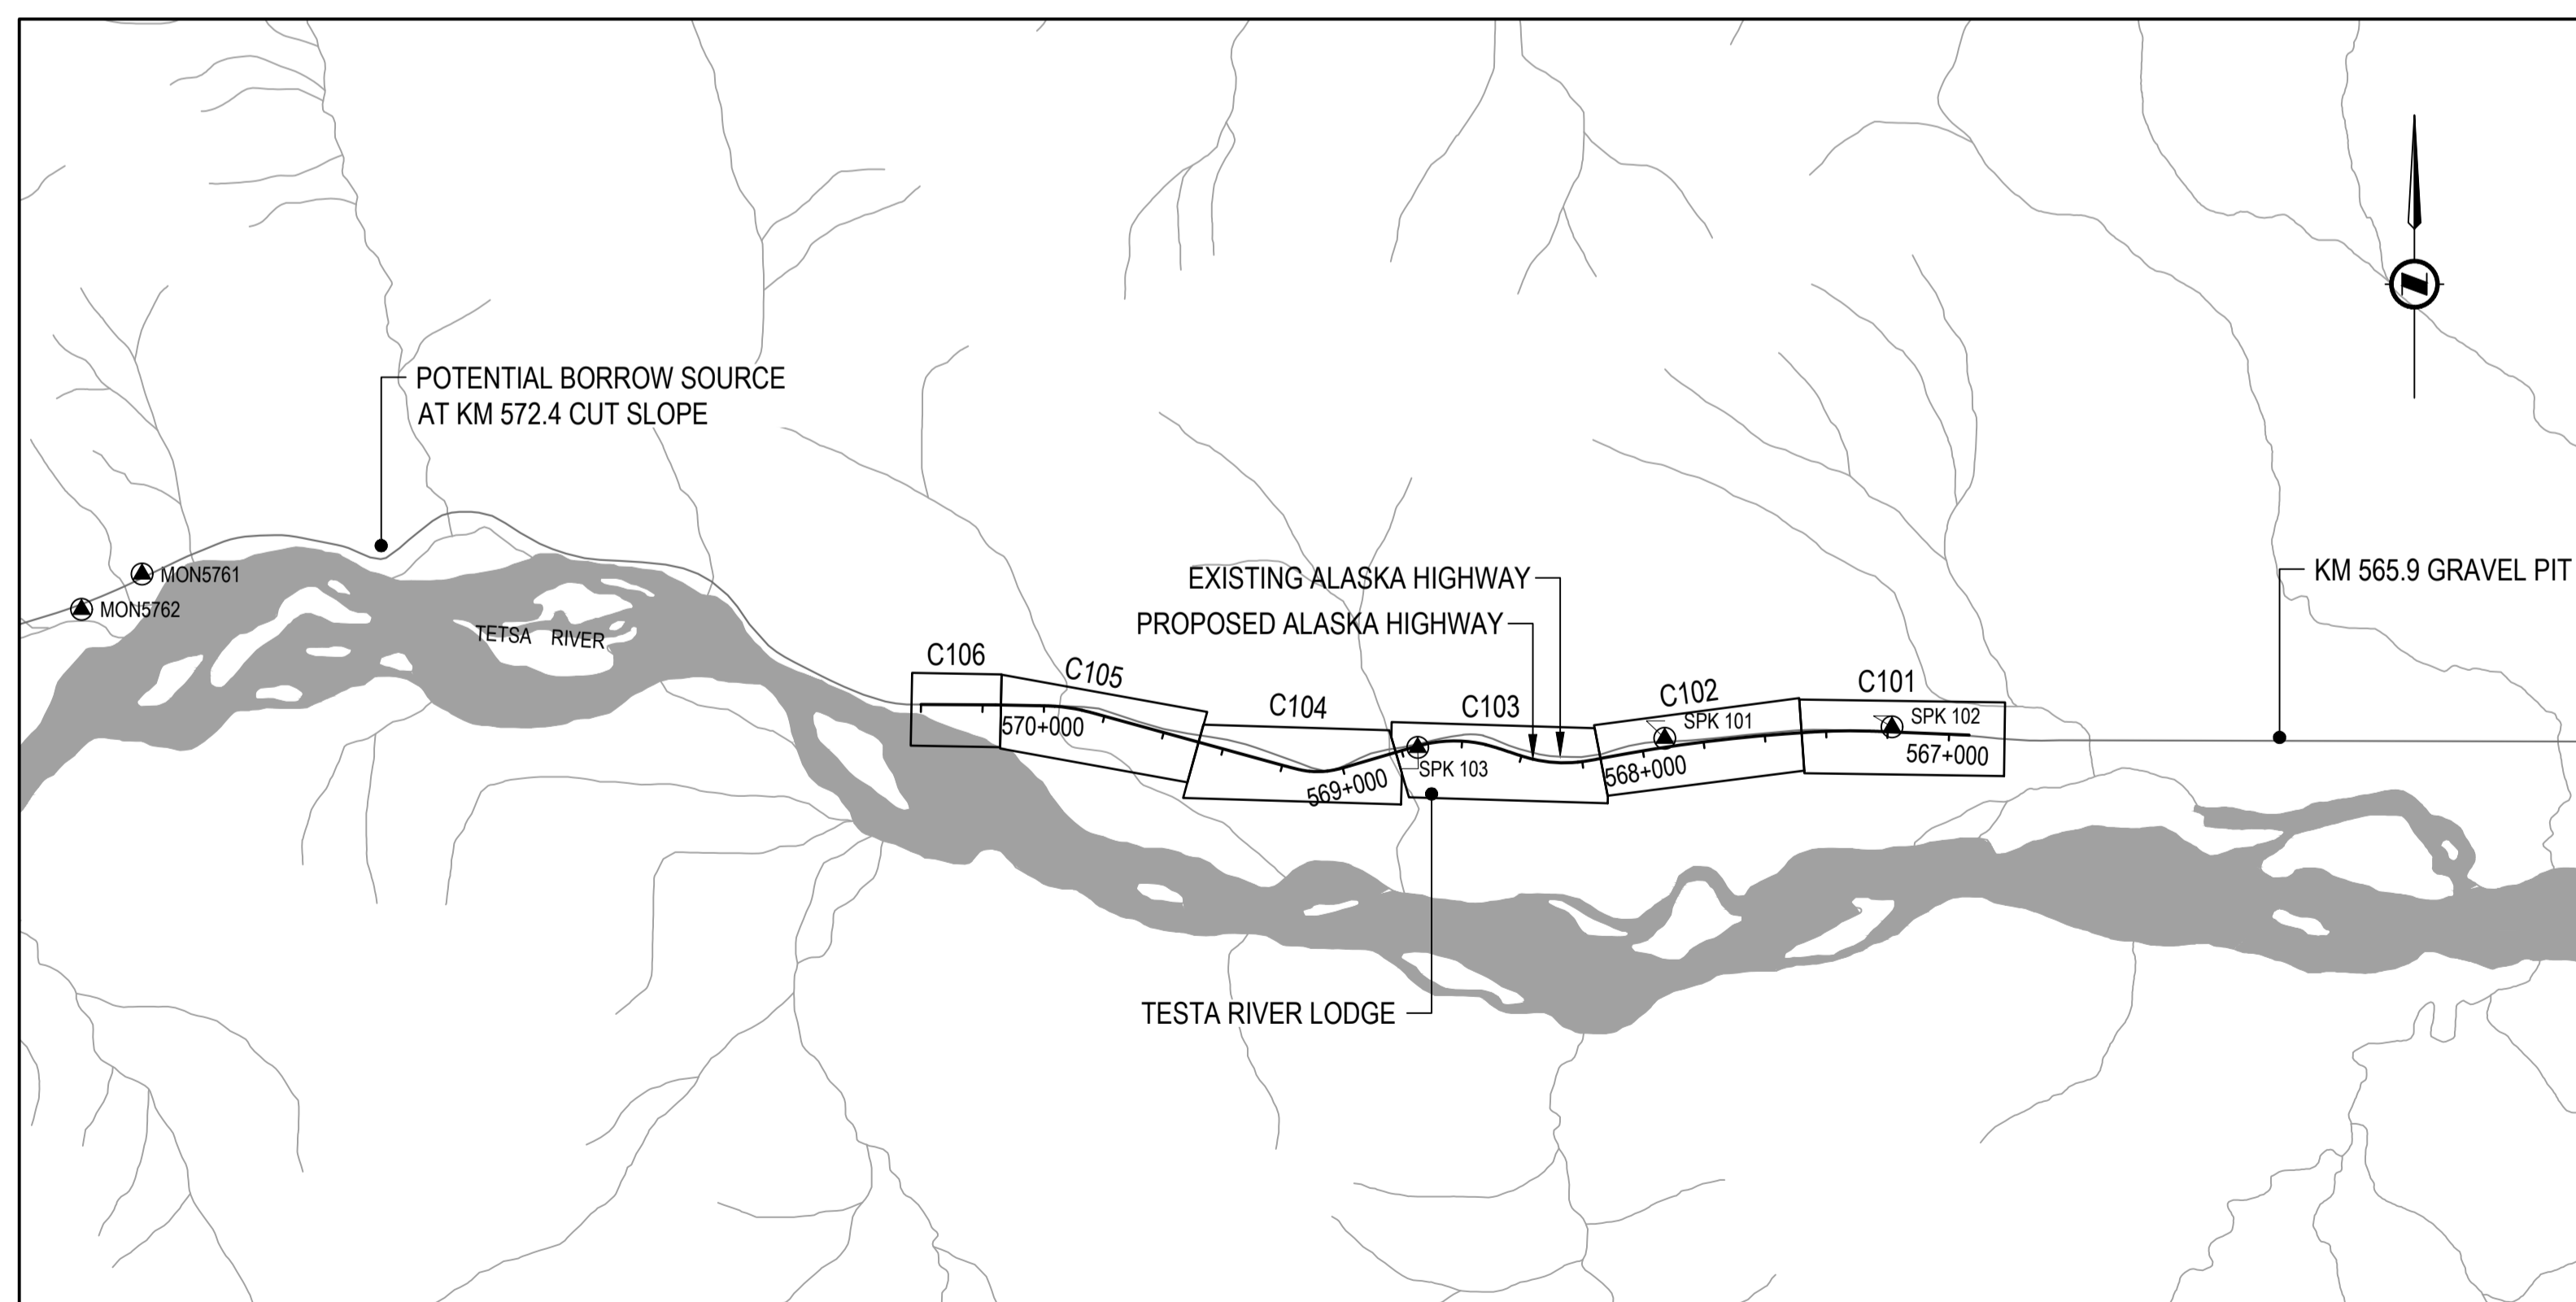 POTENTIAL BORROW SOURCE
AT KM 572.4 CUT SLOPE
MON5761
MON5762
TETSA RIVER
EXISTING ALASKA HIGHWAY
PROPOSED ALASKA HIGHWAY
KM 565.9 GRAVEL PIT
N
C106
C105
C104
C103
C102
C101
SPK 101
SPK 102
SPK 103
570+000
569+000
568+000
567+000
TESTA RIVER LODGE